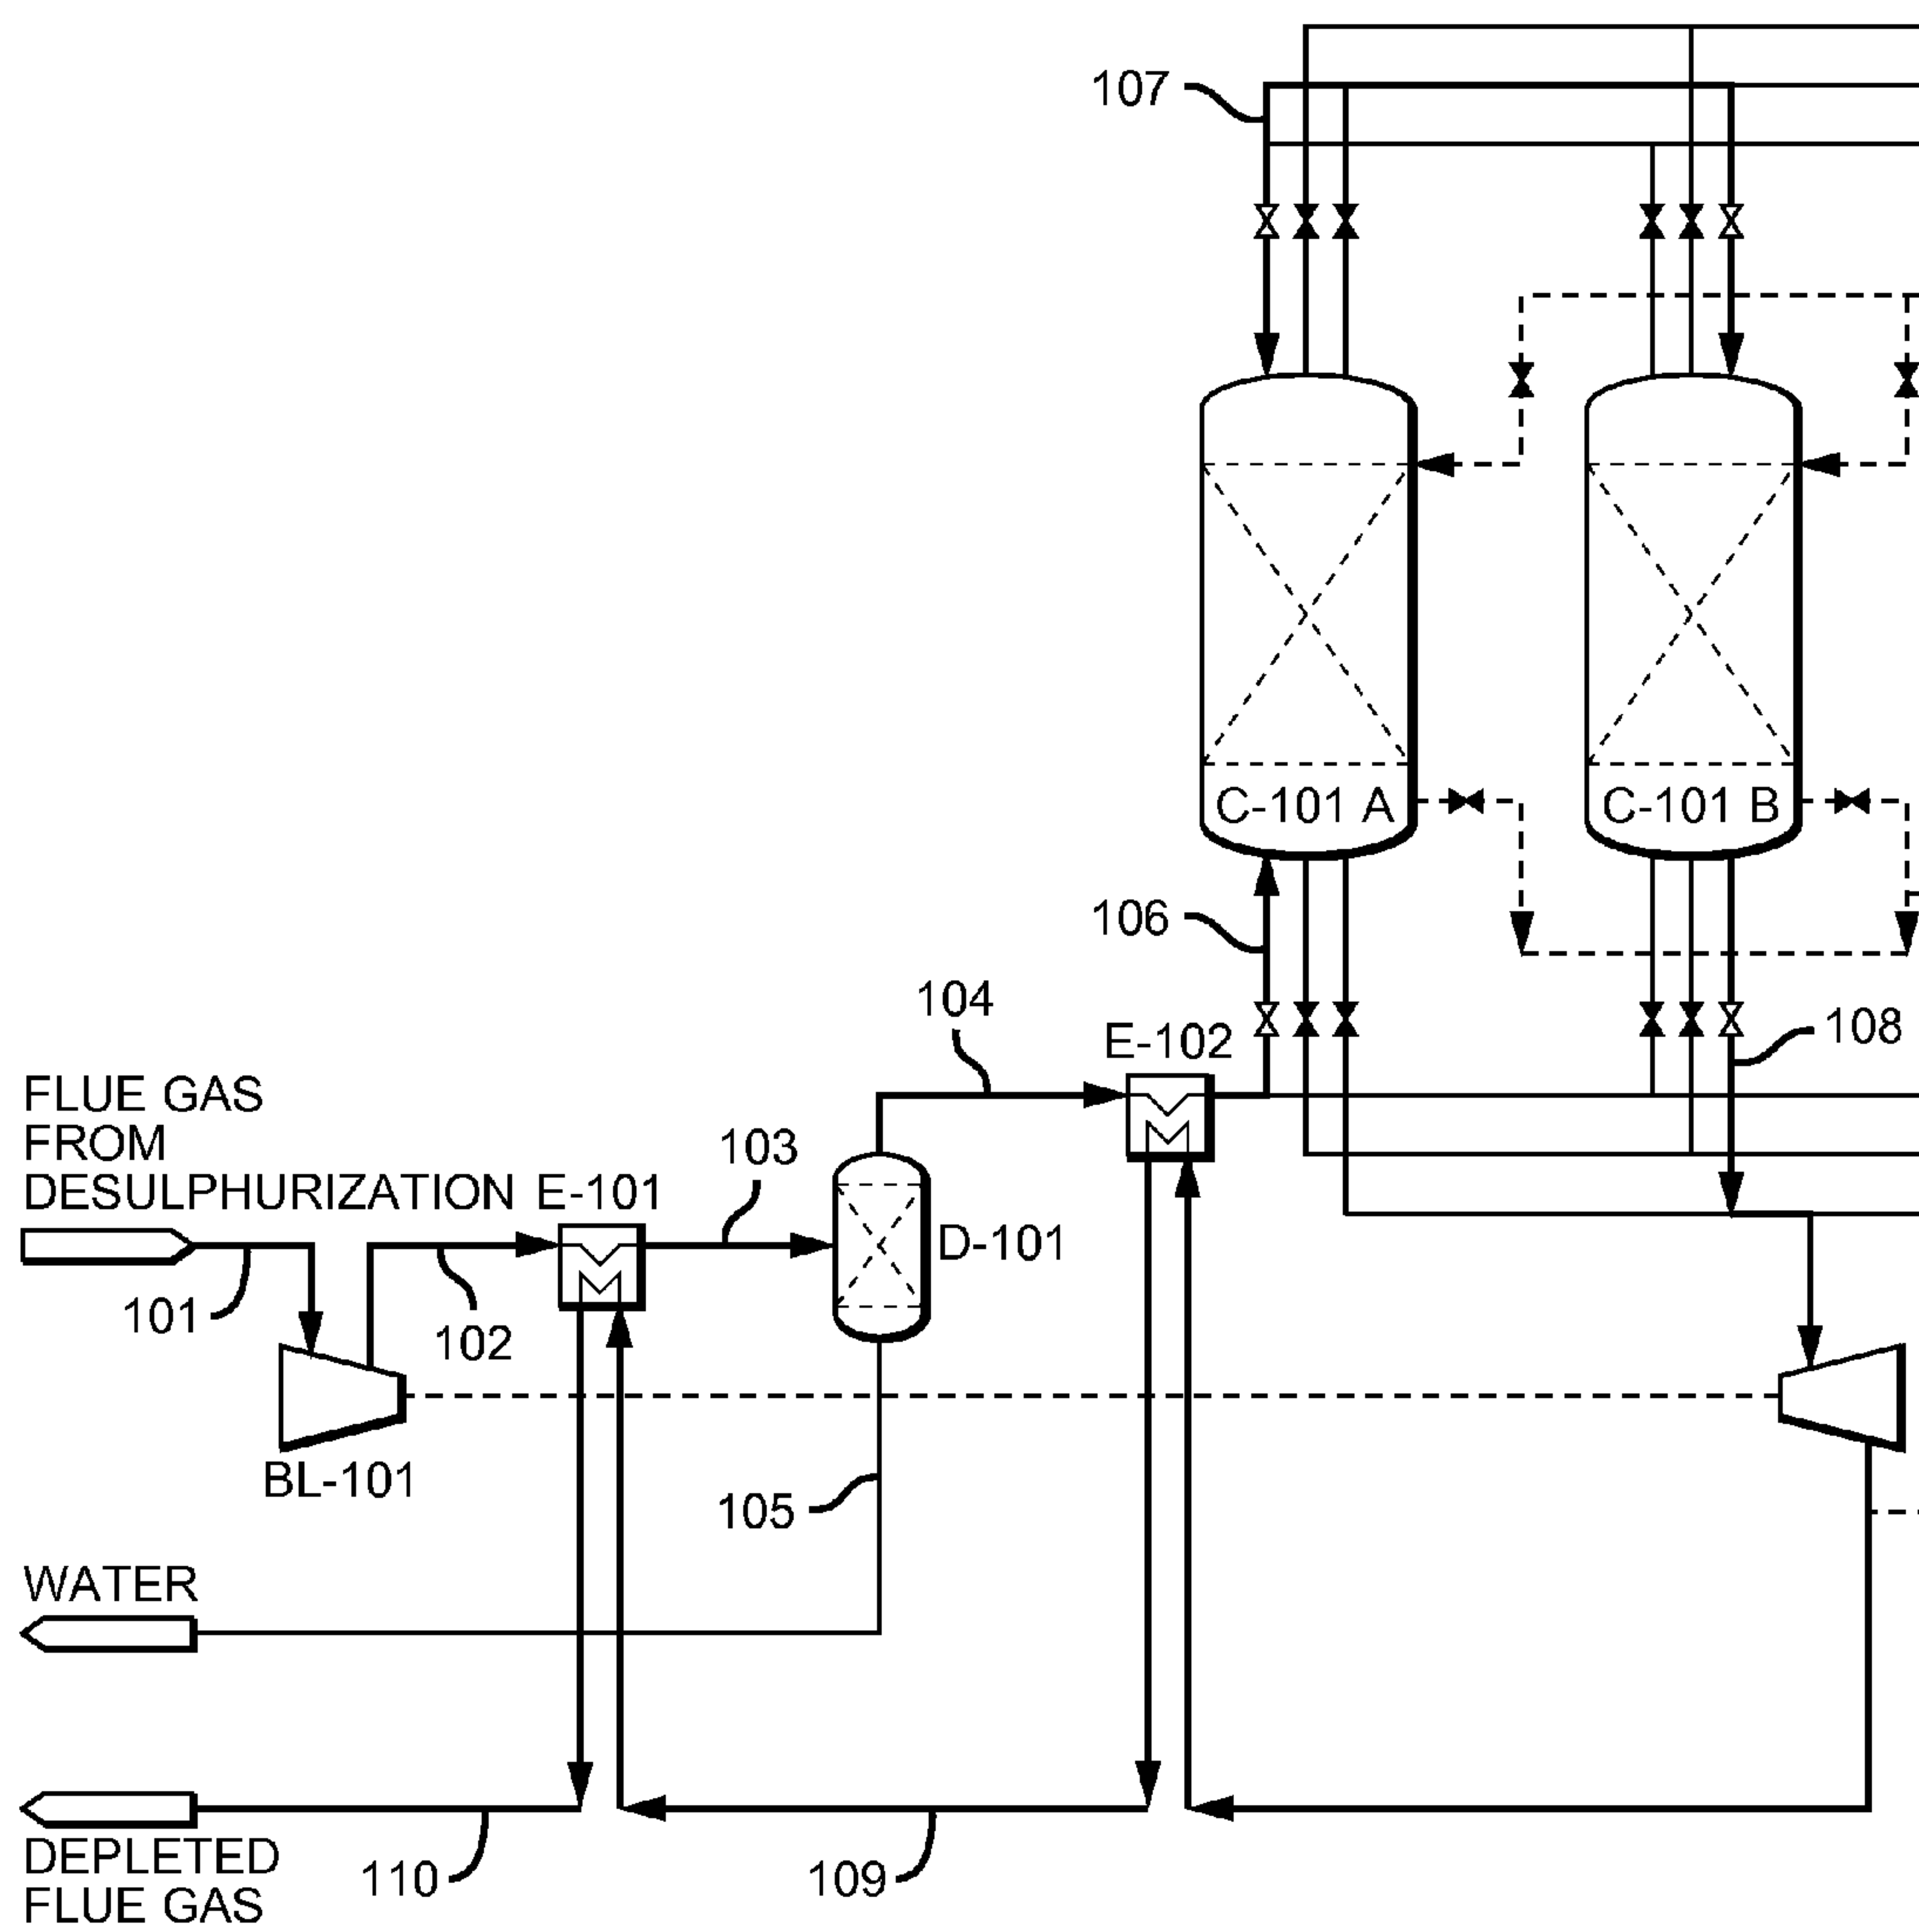 107
C-101 A
C-101 B
106
104
E-102
108
FLUE GAS
FROM
DESULPHURIZATION
E-101
103
D-101
101
102
BL-101
105
WATER
DEPLETED
FLUE GAS
110
109